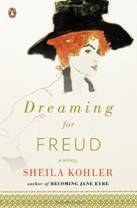 Dreaming
for
FREUD
A NOVEL
SHEILA KOHLER
author of BECOMING JANE EYRE